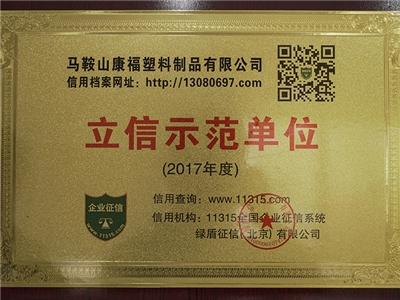 马鞍山康福塑料制品有限公司
信用档案网址：http://13080697.com
立信示范单位
(2017年度)
企业征信
www.11315.com
信用查询：www.11315.com
信用机构：11315全国企业征信系统
绿盾征信(北京)有限公司